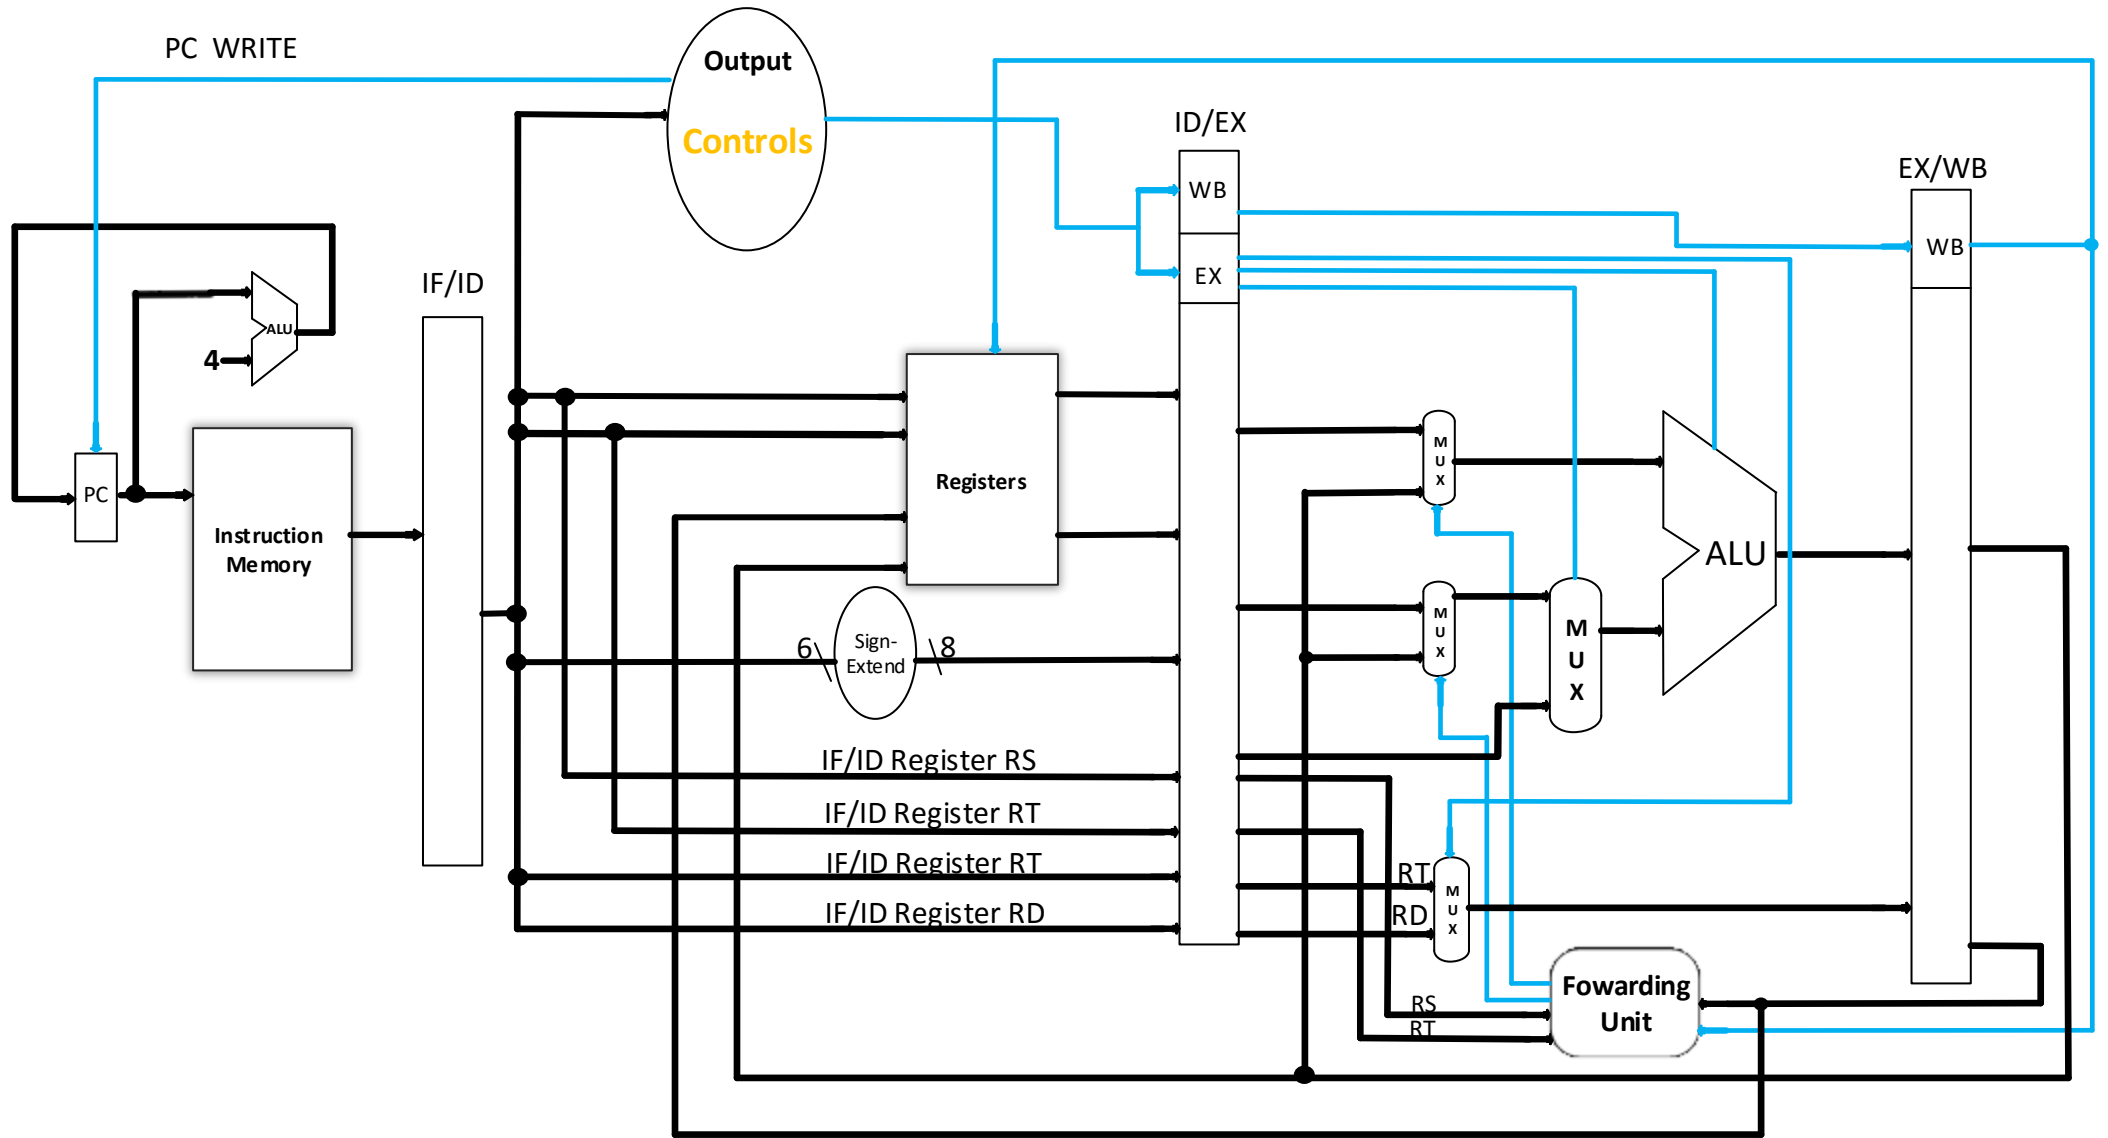 PC WRITE
Output
Controls
ID/EX
WB
EX
EX/WB
WB
IF/ID
ALU
4
PC
Instruction
Memory
Registers
6
Sign-
Extend
8
M
U
X
M
U
X
M
U
X
ALU
IF/ID Register RS
IF/ID Register RT
IF/ID Register RT
IF/ID Register RD
RT
RD
M
U
X
RS
RT
Fowarding
Unit